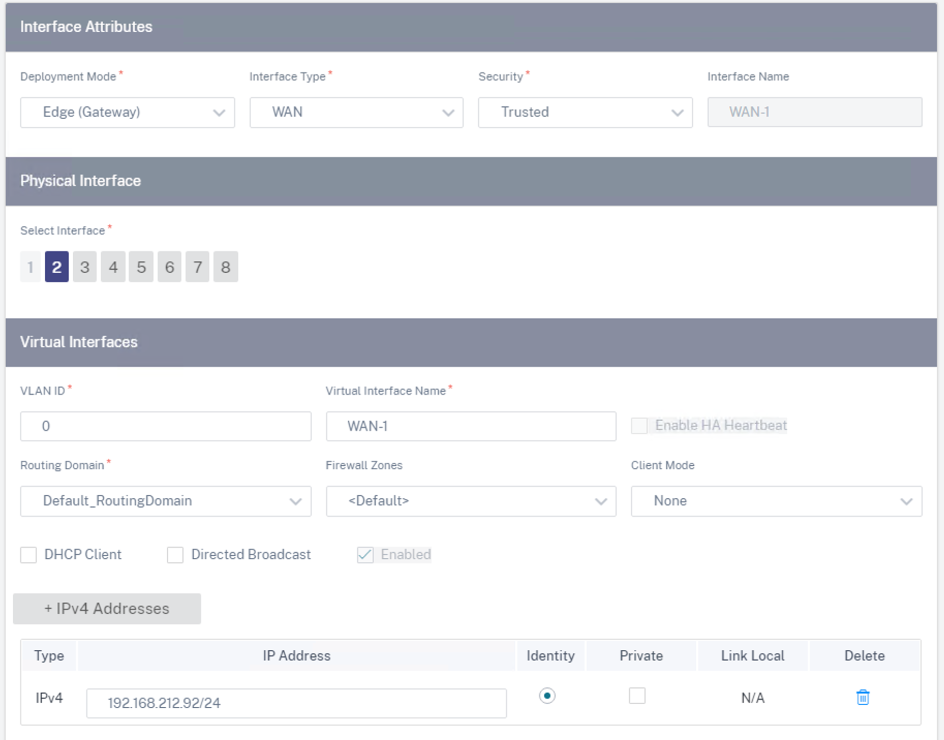 Interface Attributes
Deployment Mode * Interface Type * Security * Interface Name
Edge (Gateway) WAN Trusted WAN-1
Physical Interface
Select Interface *
1 2 3 4 5 6 7 8
Virtual Interfaces
VLAN ID * Virtual Interface Name *
0 WAN-1 Enable HA Heartbeat
Routing Domain * Firewall Zones Client Mode
Default_RoutingDomain <Default> None
DHCP Client Directed Broadcast Enabled
+ IPv4 Addresses
Type IP Address Identity Private Link Local Delete
IPv4 192.168.212.92/24 N/A